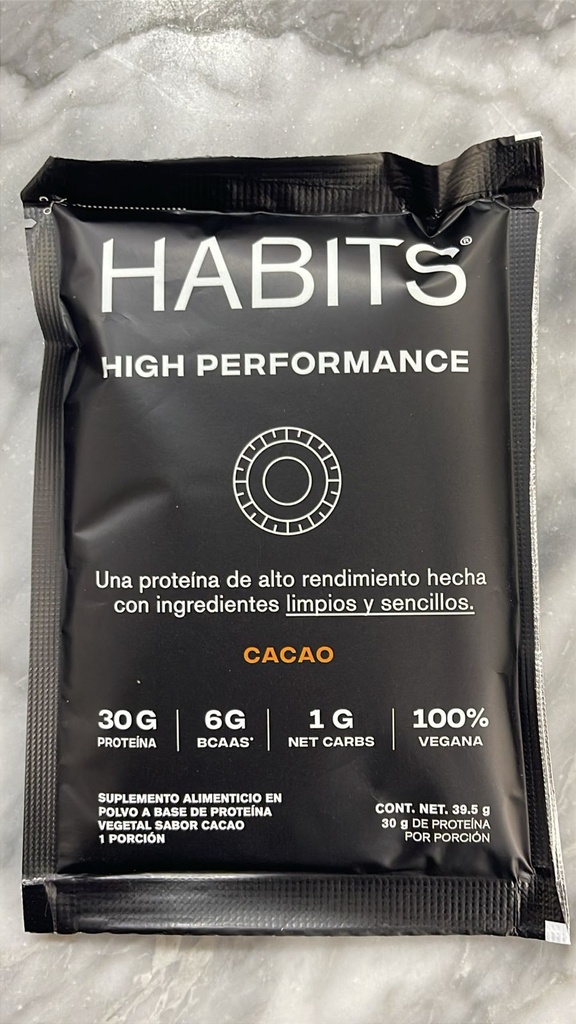 HABITS®
HIGH PERFORMANCE
Una proteína de alto rendimiento hecha
con ingredientes limpios y sencillos.
CACAO
30G | 6G | 1 G | 100%
PROTEÍNA | BCAAS* | NET CARBS | VEGANA
SUPLEMENTO ALIMENTICIO EN
POLVO A BASE DE PROTEÍNA
VEGETAL SABOR CACAO
1 PORCIÓN
CONT. NET. 39.5 g
30 g DE PROTEÍNA
POR PORCIÓN